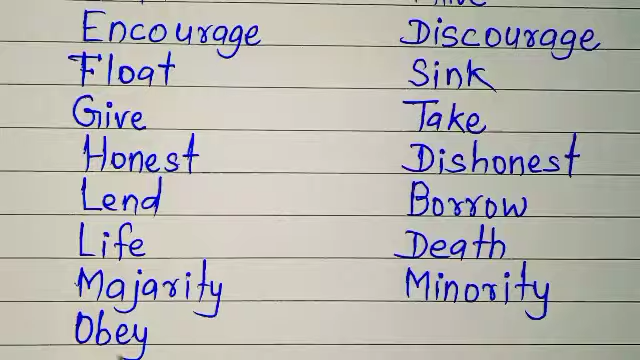 Encourage Discourage
Float Sink
Give Take
Honest Dishonest
Lend Borrow
Life Death
Majarity Minority
Obey